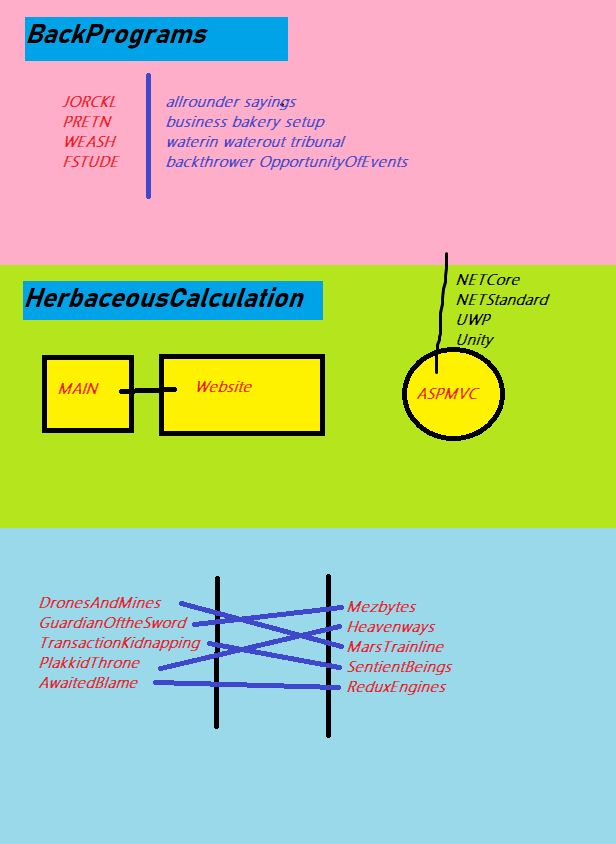 BackPrograms
JORCKL allrounder sayings
PRETN business bakery setup
WEASH waterin waterout tribunal
FSTUDE backthrower OpportunityOfEvents
NETCore
HerbaceousCalculation NETStandard
UWP
Unity
MAIN Website ASPMVC
DronesAndMines Mezbytes
GuardianOftheSword Heavenways
TransactionKidnapping MarsTrainline
PlakkidThrone SentientBeings
AwaitedBlame ReduxEngines